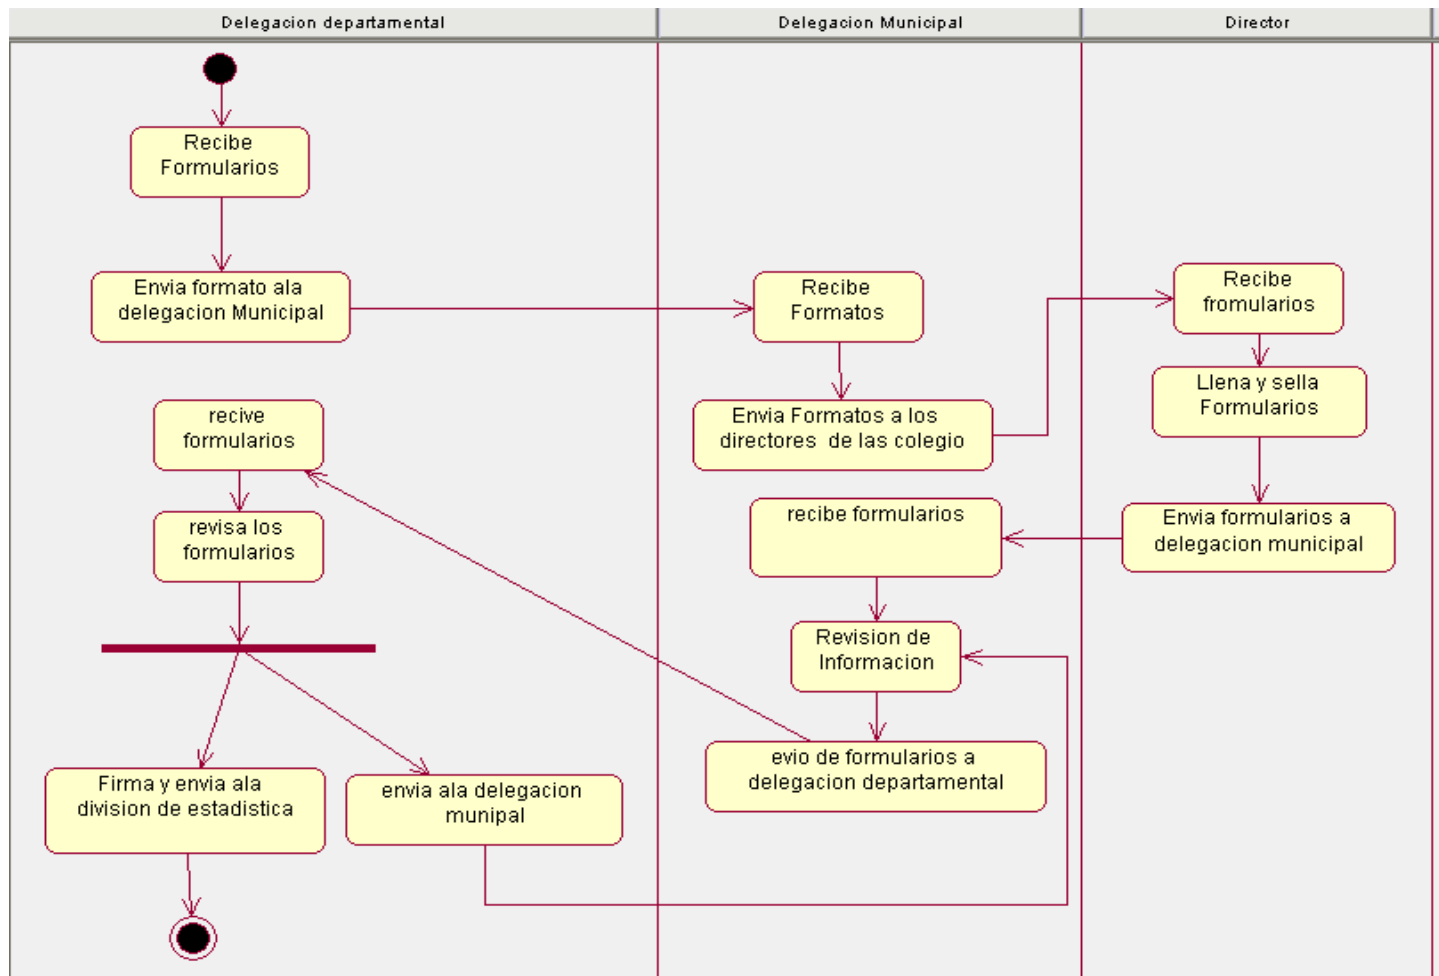 Delegacion departamental
Delegacion Municipal
Director
Recibe
Formularios
Envia formato ala
delegacion Municipal
Recibe
Formatos
Recibe
fromularios
Llena y sella
Formularios
Envia Formatos a los
directores de las colegio
recive
formularios
recibe formularios
Envia formularios a
delegacion municipal
revisa los
formularios
Revision de
Informacion
evio de formularios a
delegacion departamental
Firma y envia ala
division de estadistica
envia ala delegacion
munipal